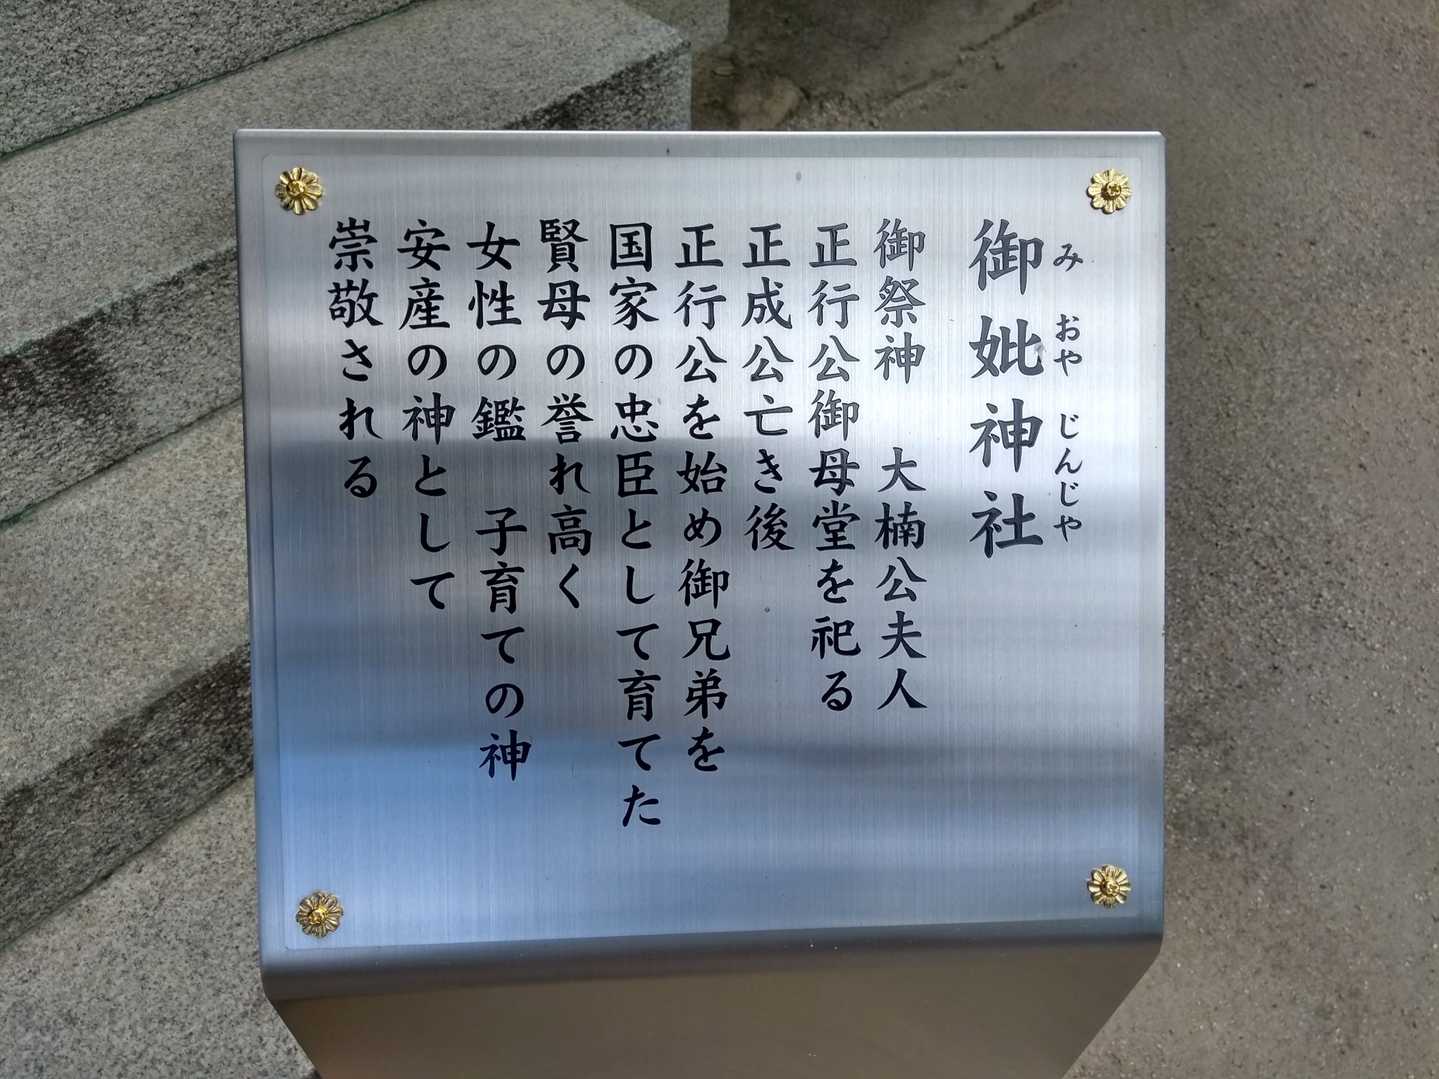 御妣神社
み おや じんじゃ
御祭神　大楠公夫人
正行公御母堂を祀る
正成公亡き後
正行公を始め御兄弟を
国家の忠臣として育てた
賢母の誉れ高く
女性の鑑　子育ての神
安産の神として
崇敬される